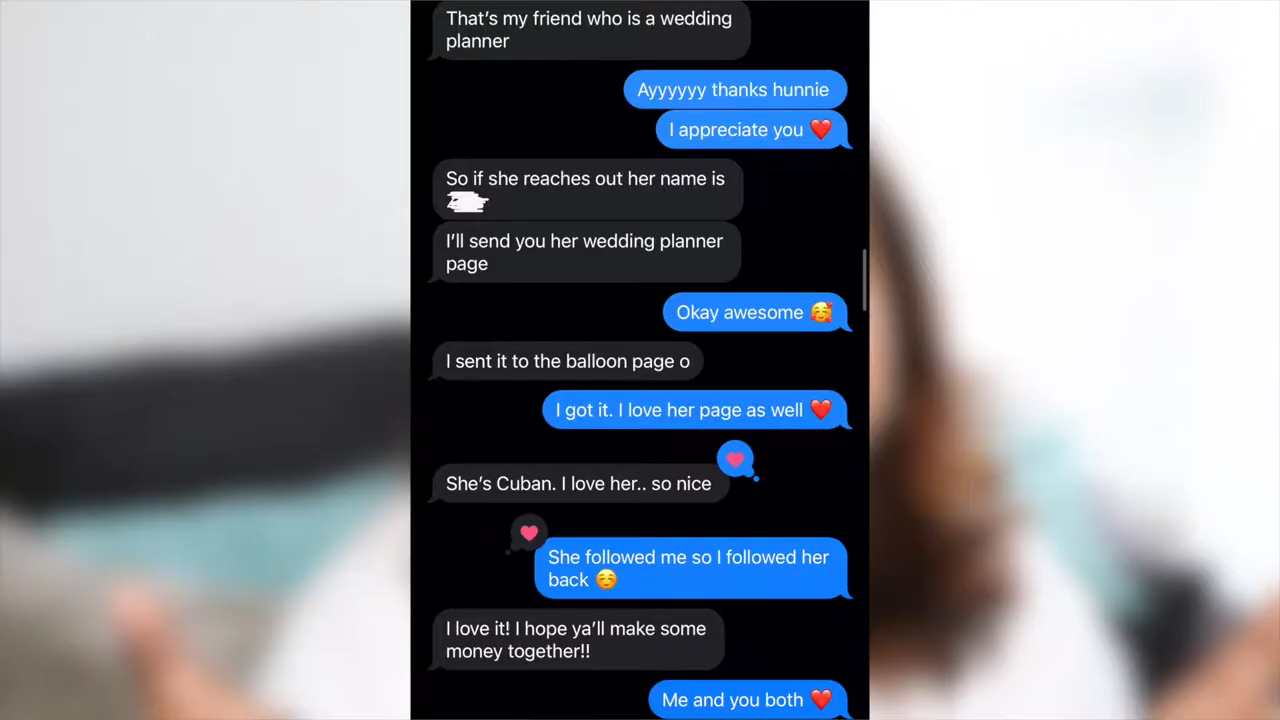 That’s my friend who is a wedding
planner
Ayyyyyy thanks hunnie
I appreciate you ❤️
So if she reaches out her name is
I’ll send you her wedding planner
page
Okay awesome 🥰
I sent it to the balloon page o
I got it. I love her page as well ❤️
She’s Cuban. I love her.. so nice
She followed me so I followed her
back ☺️
I love it! I hope ya’ll make some
money together!!
Me and you both ❤️